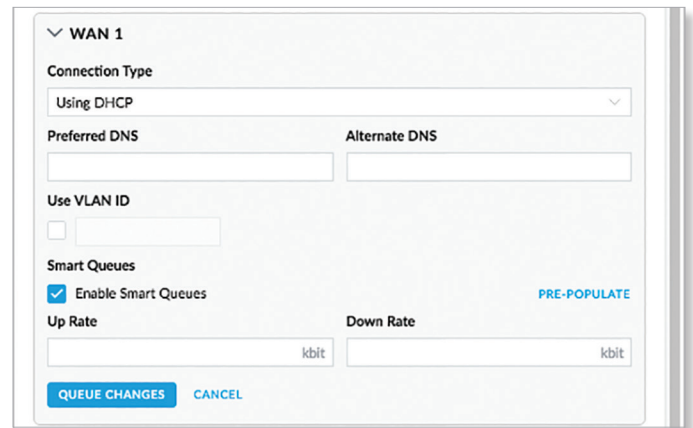 WAN 1
Connection Type
Using DHCP
Preferred DNS Alternate DNS
Use VLAN ID
Smart Queues
Enable Smart Queues PRE-POPULATE
Up Rate Down Rate
kbit kbit
QUEUE CHANGES CANCEL